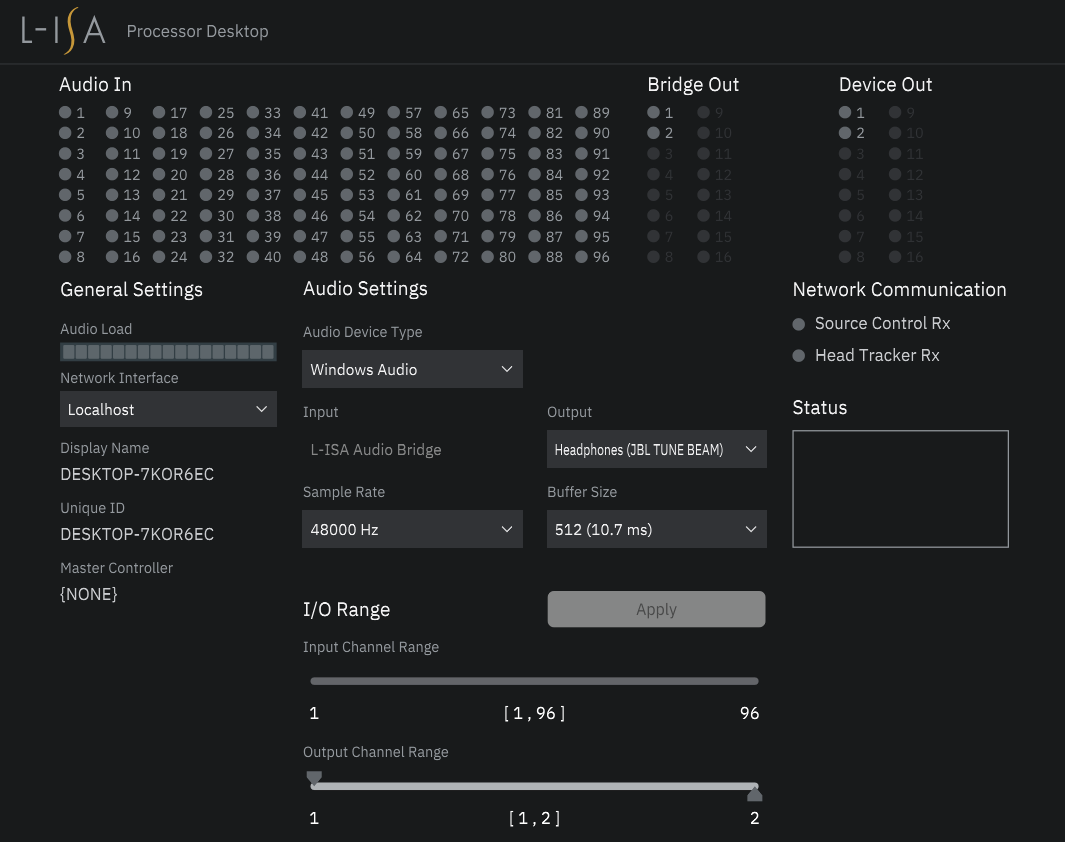 L-ISA Processor Desktop
Audio In Bridge Out Device Out
1 9 17 25 33 41 49 57 65 73 81 89 1 9 1 9
2 10 18 26 34 42 50 58 66 74 82 90 2 10 2 10
3 11 19 27 35 43 51 59 67 75 83 91 3 11 3 11
4 12 20 28 36 44 52 60 68 76 84 92 4 12 4 12
5 13 21 29 37 45 53 61 69 77 85 93 5 13 5 13
6 14 22 30 38 46 54 62 70 78 86 94 6 14 6 14
7 15 23 31 39 47 55 63 71 79 87 95 7 15 7 15
8 16 24 32 40 48 56 64 72 80 88 96 8 16 8 16
General Settings
Audio Load
Network Interface
Localhost
Display Name
DESKTOP-7KOR6EC
Unique ID
DESKTOP-7KOR6EC
Master Controller
{NONE}
Audio Settings
Audio Device Type
Windows Audio
Input Output
L-ISA Audio Bridge Headphones (JBL TUNE BEAM)
Sample Rate Buffer Size
48000 Hz 512 (10.7 ms)
I/O Range Apply
Input Channel Range
1 [1,96] 96
Output Channel Range
1 [1,2] 2
Network Communication
Source Control Rx
Head Tracker Rx
Status